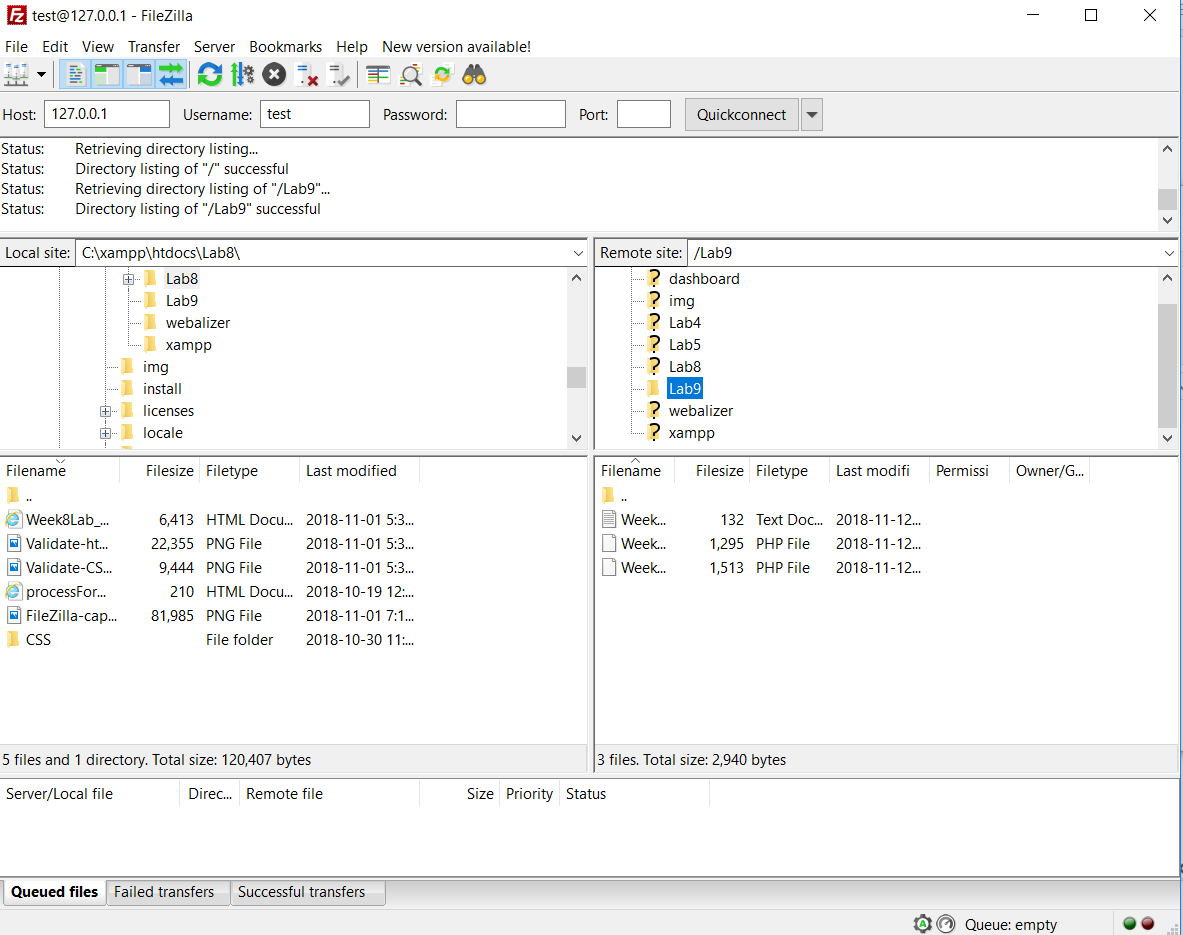 test@127.0.0.1 - FileZilla
File Edit View Transfer Server Bookmarks Help New version available!
Host: 127.0.0.1 Username: test Password: Port: Quickconnect
Status: Retrieving directory listing...
Status: Directory listing of "/" successful
Status: Retrieving directory listing of "/Lab9"...
Status: Directory listing of "/Lab9" successful
Local site: C:\xampp\htdocs\Lab8\
Lab8
Lab9
webalizer
xampp
img
install
licenses
locale
Remote site: /Lab9
dashboard
img
Lab4
Lab5
Lab8
Lab9
webalizer
xampp
Filename Filesize Filetype Last modified
..
Week8Lab_... 6,413 HTML Docu... 2018-11-01 5:3...
Validate-ht... 22,355 PNG File 2018-11-01 5:3...
Validate-CS... 9,444 PNG File 2018-11-01 5:3...
processFor... 210 HTML Docu... 2018-10-19 12:...
FileZilla-cap... 81,985 PNG File 2018-11-01 7:1...
CSS File folder 2018-10-30 11:...
5 files and 1 directory. Total size: 120,407 bytes
Filename Filesize Filetype Last modifi Permissi Owner/G...
..
Week... 132 Text Doc... 2018-11-12...
Week... 1,295 PHP File 2018-11-12...
Week... 1,513 PHP File 2018-11-12...
3 files. Total size: 2,940 bytes
Server/Local file Direc... Remote file Size Priority Status
Queued files Failed transfers Successful transfers
Queue: empty